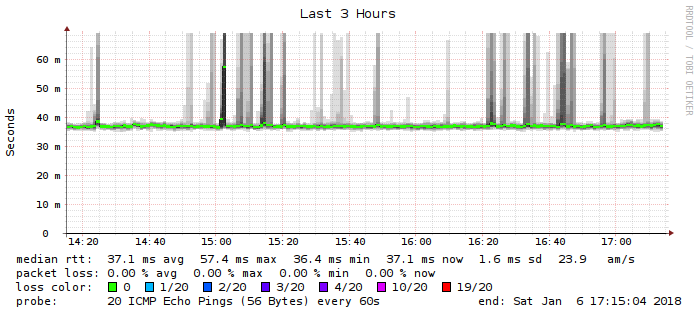 Last 3 Hours
RRDTOOL / TOBI OETIKER
Seconds
60 m
50 m
40 m
30 m
20 m
10 m
0
14:20 14:40 15:00 15:20 15:40 16:00 16:20 16:40 17:00
median rtt: 37.1 ms avg 57.4 ms max 36.4 ms min 37.1 ms now 1.6 ms sd 23.9 am/s
packet loss: 0.00 % avg 0.00 % max 0.00 % min 0.00 % now
loss color: 0 1/20 2/20 3/20 4/20 10/20 19/20
probe: 20 ICMP Echo Pings (56 Bytes) every 60s end: Sat Jan 6 17:15:04 2018